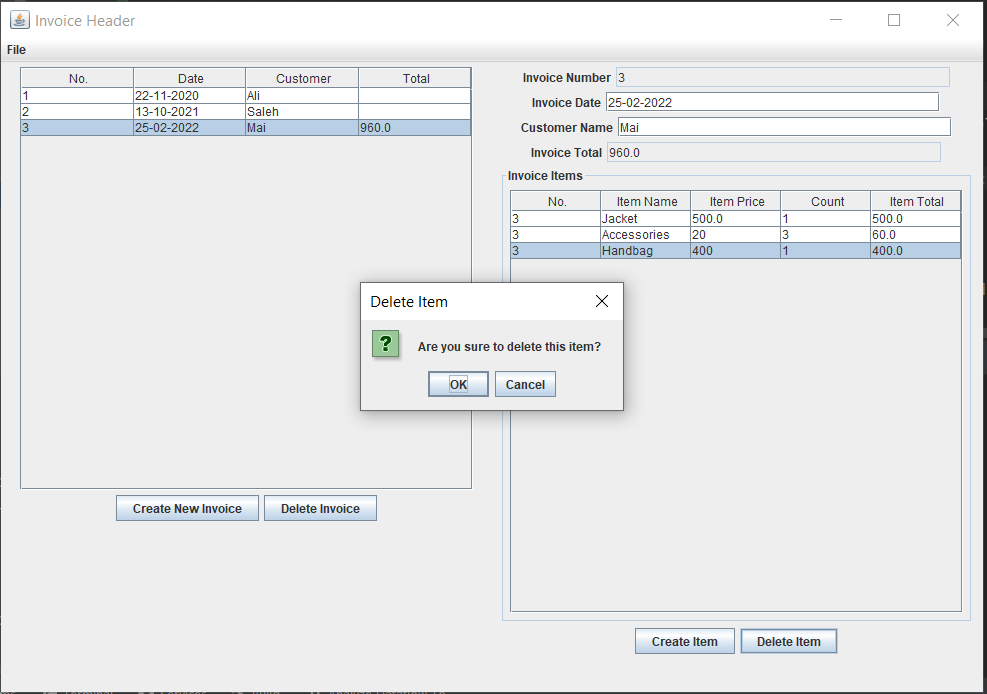 Invoice Header
File
No. Date Customer Total
1 22-11-2020 Ali
2 13-10-2021 Saleh
3 25-02-2022 Mai 960.0
Create New Invoice Delete Invoice
Invoice Number 3
Invoice Date 25-02-2022
Customer Name Mai
Invoice Total 960.0
Invoice Items
No. Item Name Item Price Count Item Total
3 Jacket 500.0 1 500.0
3 Accessories 20 3 60.0
3 Handbag 400 1 400.0
Create Item Delete Item
Delete Item
? Are you sure to delete this item?
OK Cancel